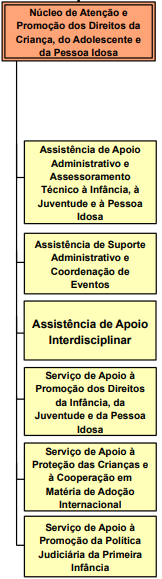 Núcleo de Atenção e
Promoção dos Direitos da
Criança, do Adolescente e
da Pessoa Idosa
Assistência de Apoio
Administrativo e
Assessoramento
Técnico à Infância, à
Juventude e à Pessoa
Idosa
Assistência de Suporte
Administrativo e
Coordenação de
Eventos
Assistência de Apoio
Interdisciplinar
Serviço de Apoio à
Promoção dos Direitos
da Infância, da
Juventude e da Pessoa
Idosa
Serviço de Apoio à
Proteção das Crianças e
à Cooperação em
Matéria de Adoção
Internacional
Serviço de Apoio à
Promoção da Política
Judiciária da Primeira
Infância